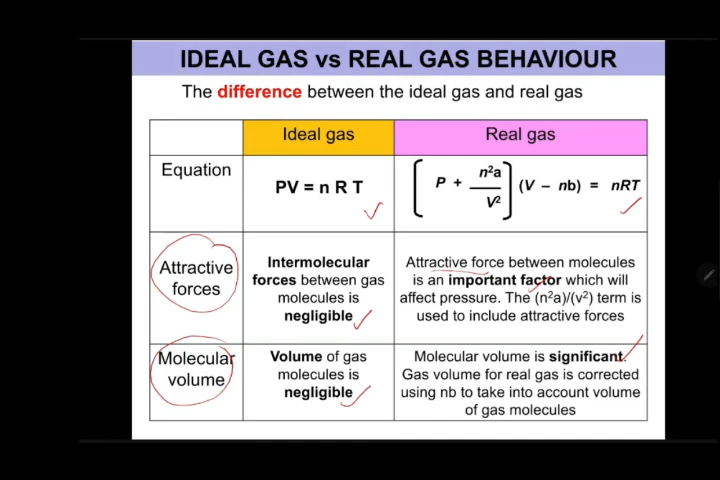 IDEAL GAS vs REAL GAS BEHAVIOUR
The difference between the ideal gas and real gas
Ideal gas
Real gas
Equation
PV = n R T
[ P + n²a / V² ] (V – nb) = nRT
Attractive
forces
Intermolecular
forces between gas
molecules is
negligible
Attractive force between molecules
is an important factor which will
affect pressure. The (n²a)/(v²) term is
used to include attractive forces
Molecular
volume
Volume of gas
molecules is
negligible
Molecular volume is significant.
Gas volume for real gas is corrected
using nb to take into account volume
of gas molecules